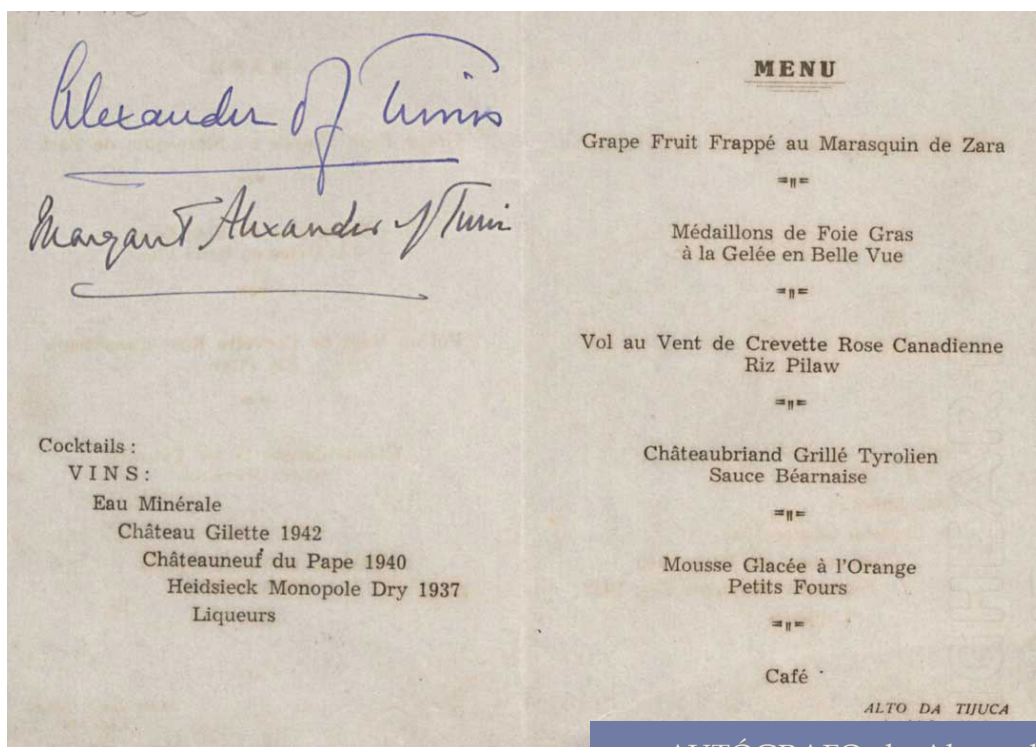 Alexander of Tunis
Margaret Alexander of Tunis
Cocktails :
VINS :
Eau Minérale
Château Gilette 1942
Châteauneuf du Pape 1940
Heidsieck Monopole Dry 1937
Liqueurs
MENU
Grape Fruit Frappé au Marasquin de Zara
Médaillons de Foie Gras
à la Gelée en Belle Vue
Vol au Vent de Crevette Rose Canadienne
Riz Pilaw
Châteaubriand Grillé Tyrolien
Sauce Béarnaise
Mousse Glacée à l'Orange
Petits Fours
Café
ALTO DA TIJUCA
AUTÓGRAFO de